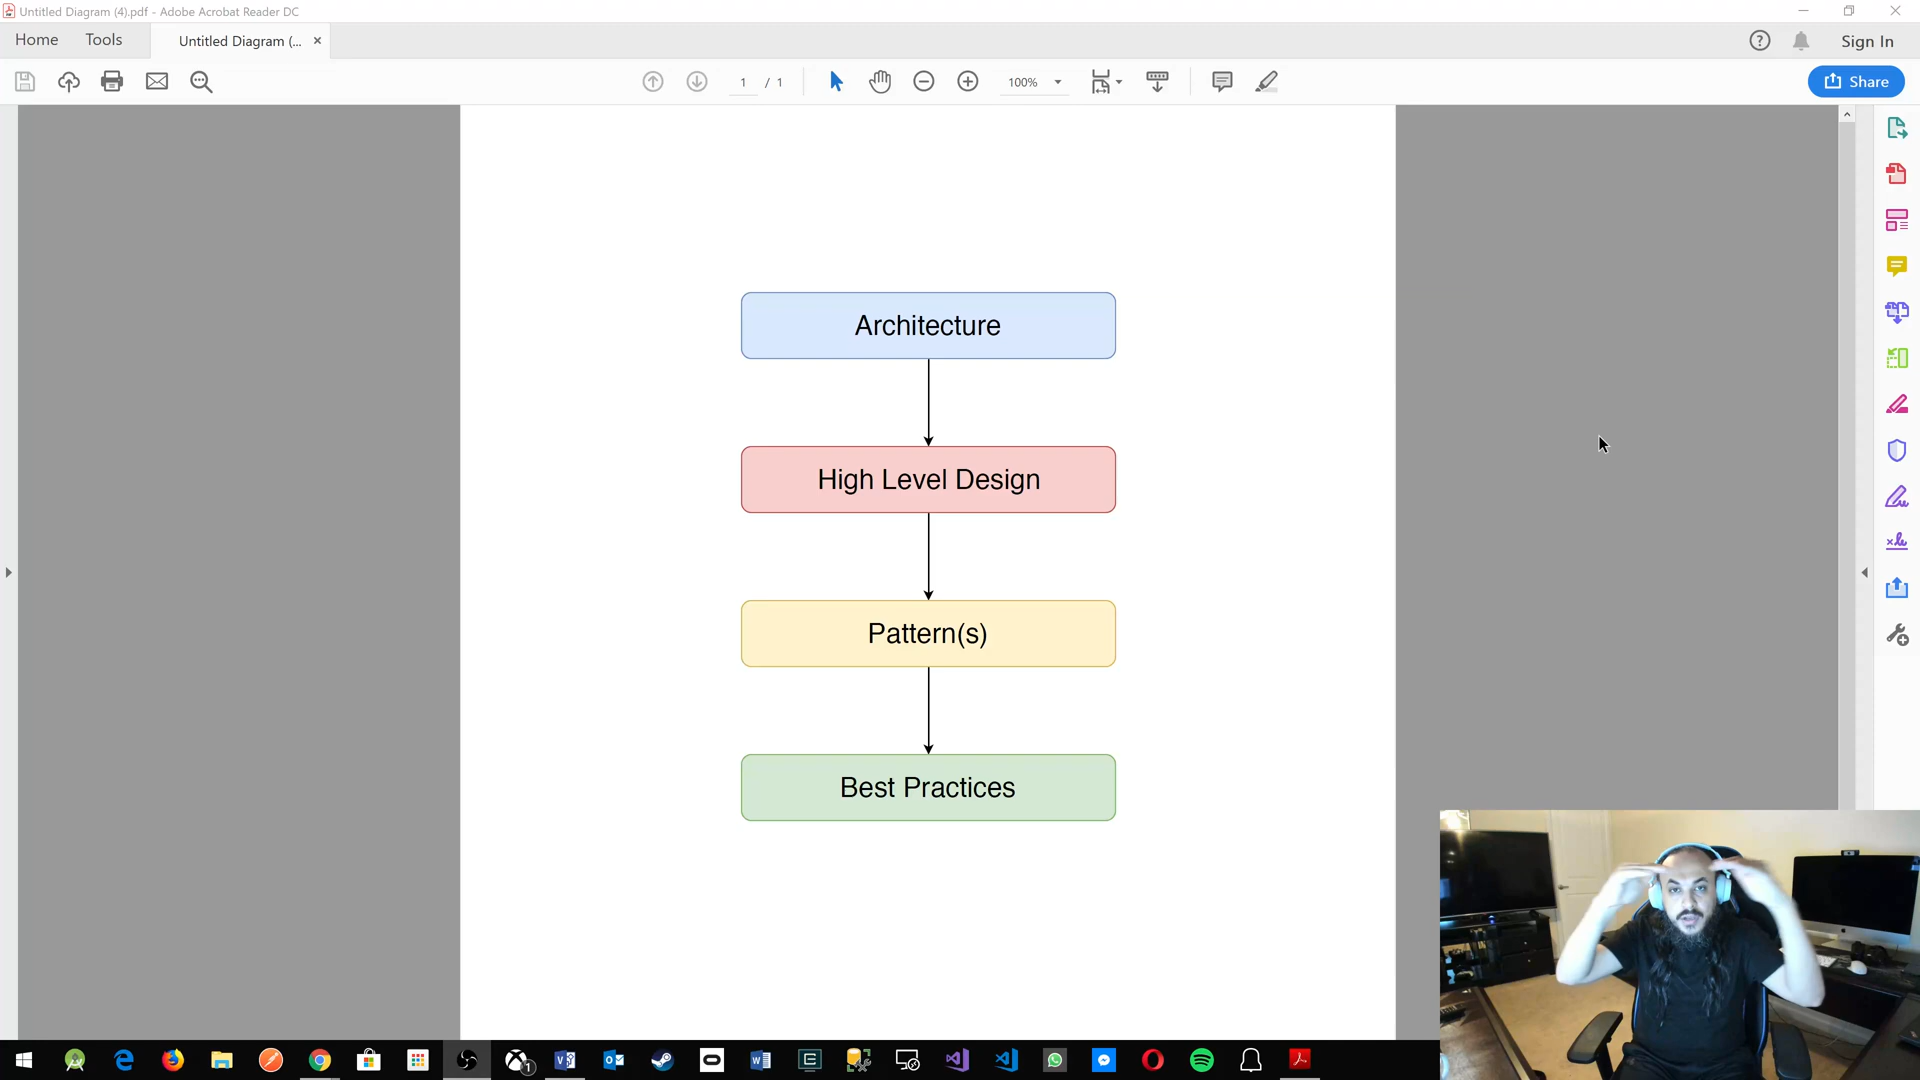 Untitled Diagram (4).pdf - Adobe Acrobat Reader DC
Home Tools Untitled Diagram (... Sign In
1 / 1 100% Share
Architecture
High Level Design
Pattern(s)
Best Practices
1